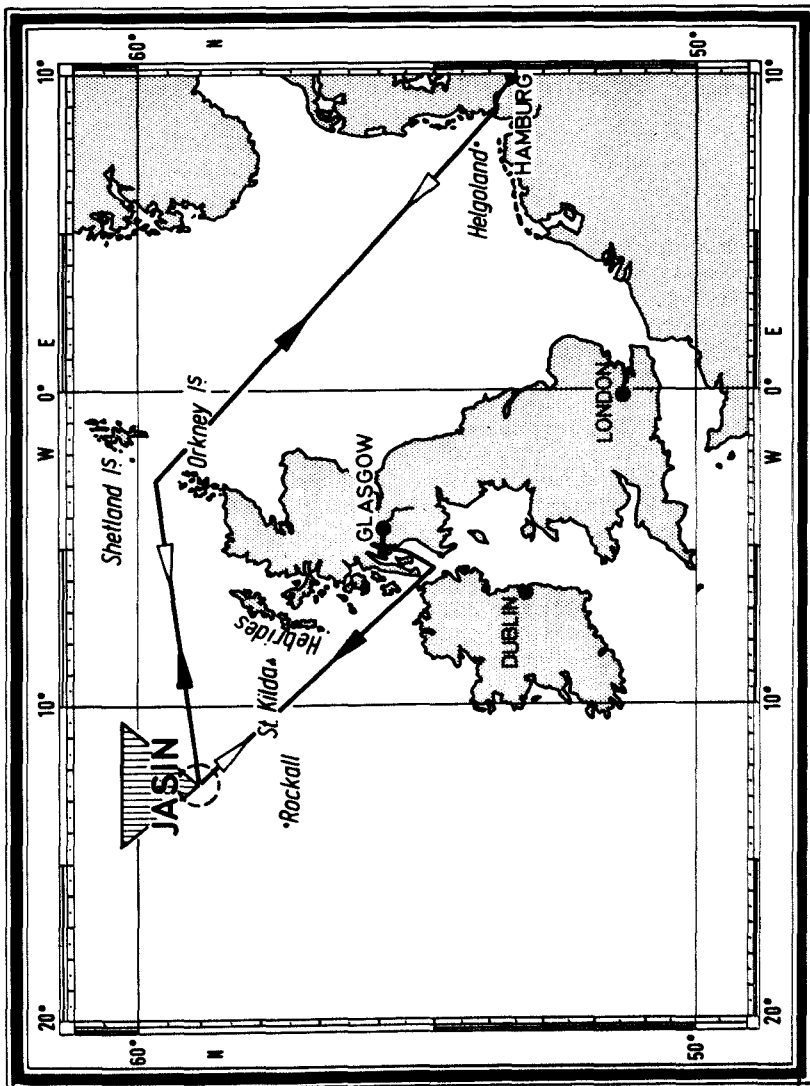 20° 10° W 0° E 10°
60° 60°
Shetland Is
JASIN
Orkney Is
N N
Hebrides
St Kilda
Rockall
GLASGOW
Helgoland
DUBLIN
HAMBURG
LONDON
50° 50°
20° 10° W 0° E 10°